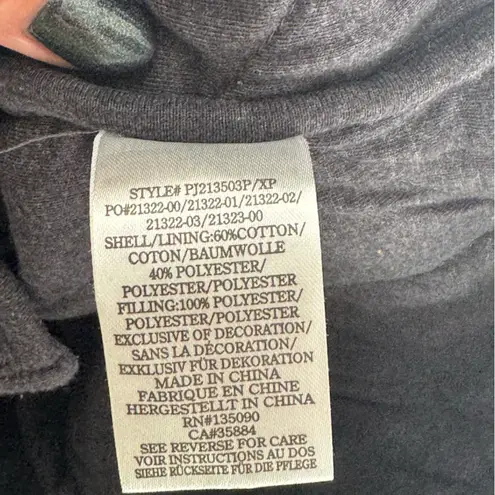 STYLE# PJ213503P/XP
PO#21322-00/21322-01/21322-02/
21322-03/21323-00
SHELL/LINING:60%COTTON/
COTON/BAUMWOLLE
40% POLYESTER/
POLYESTER/POLYESTER
FILLING:100% POLYESTER/
POLYESTER/POLYESTER
EXCLUSIVE OF DECORATION/
SANS LA DÉCORATION/
EXKLUSIV FÜR DEKORATION
MADE IN CHINA
FABRIQUE EN CHINE
HERGESTELLT IN CHINA
RN#135090
CA#35884
SEE REVERSE FOR CARE
VOIR INSTRUCTIONS AU DOS
SIEHE RÜCKSEITE FÜR DIE PFLEGE